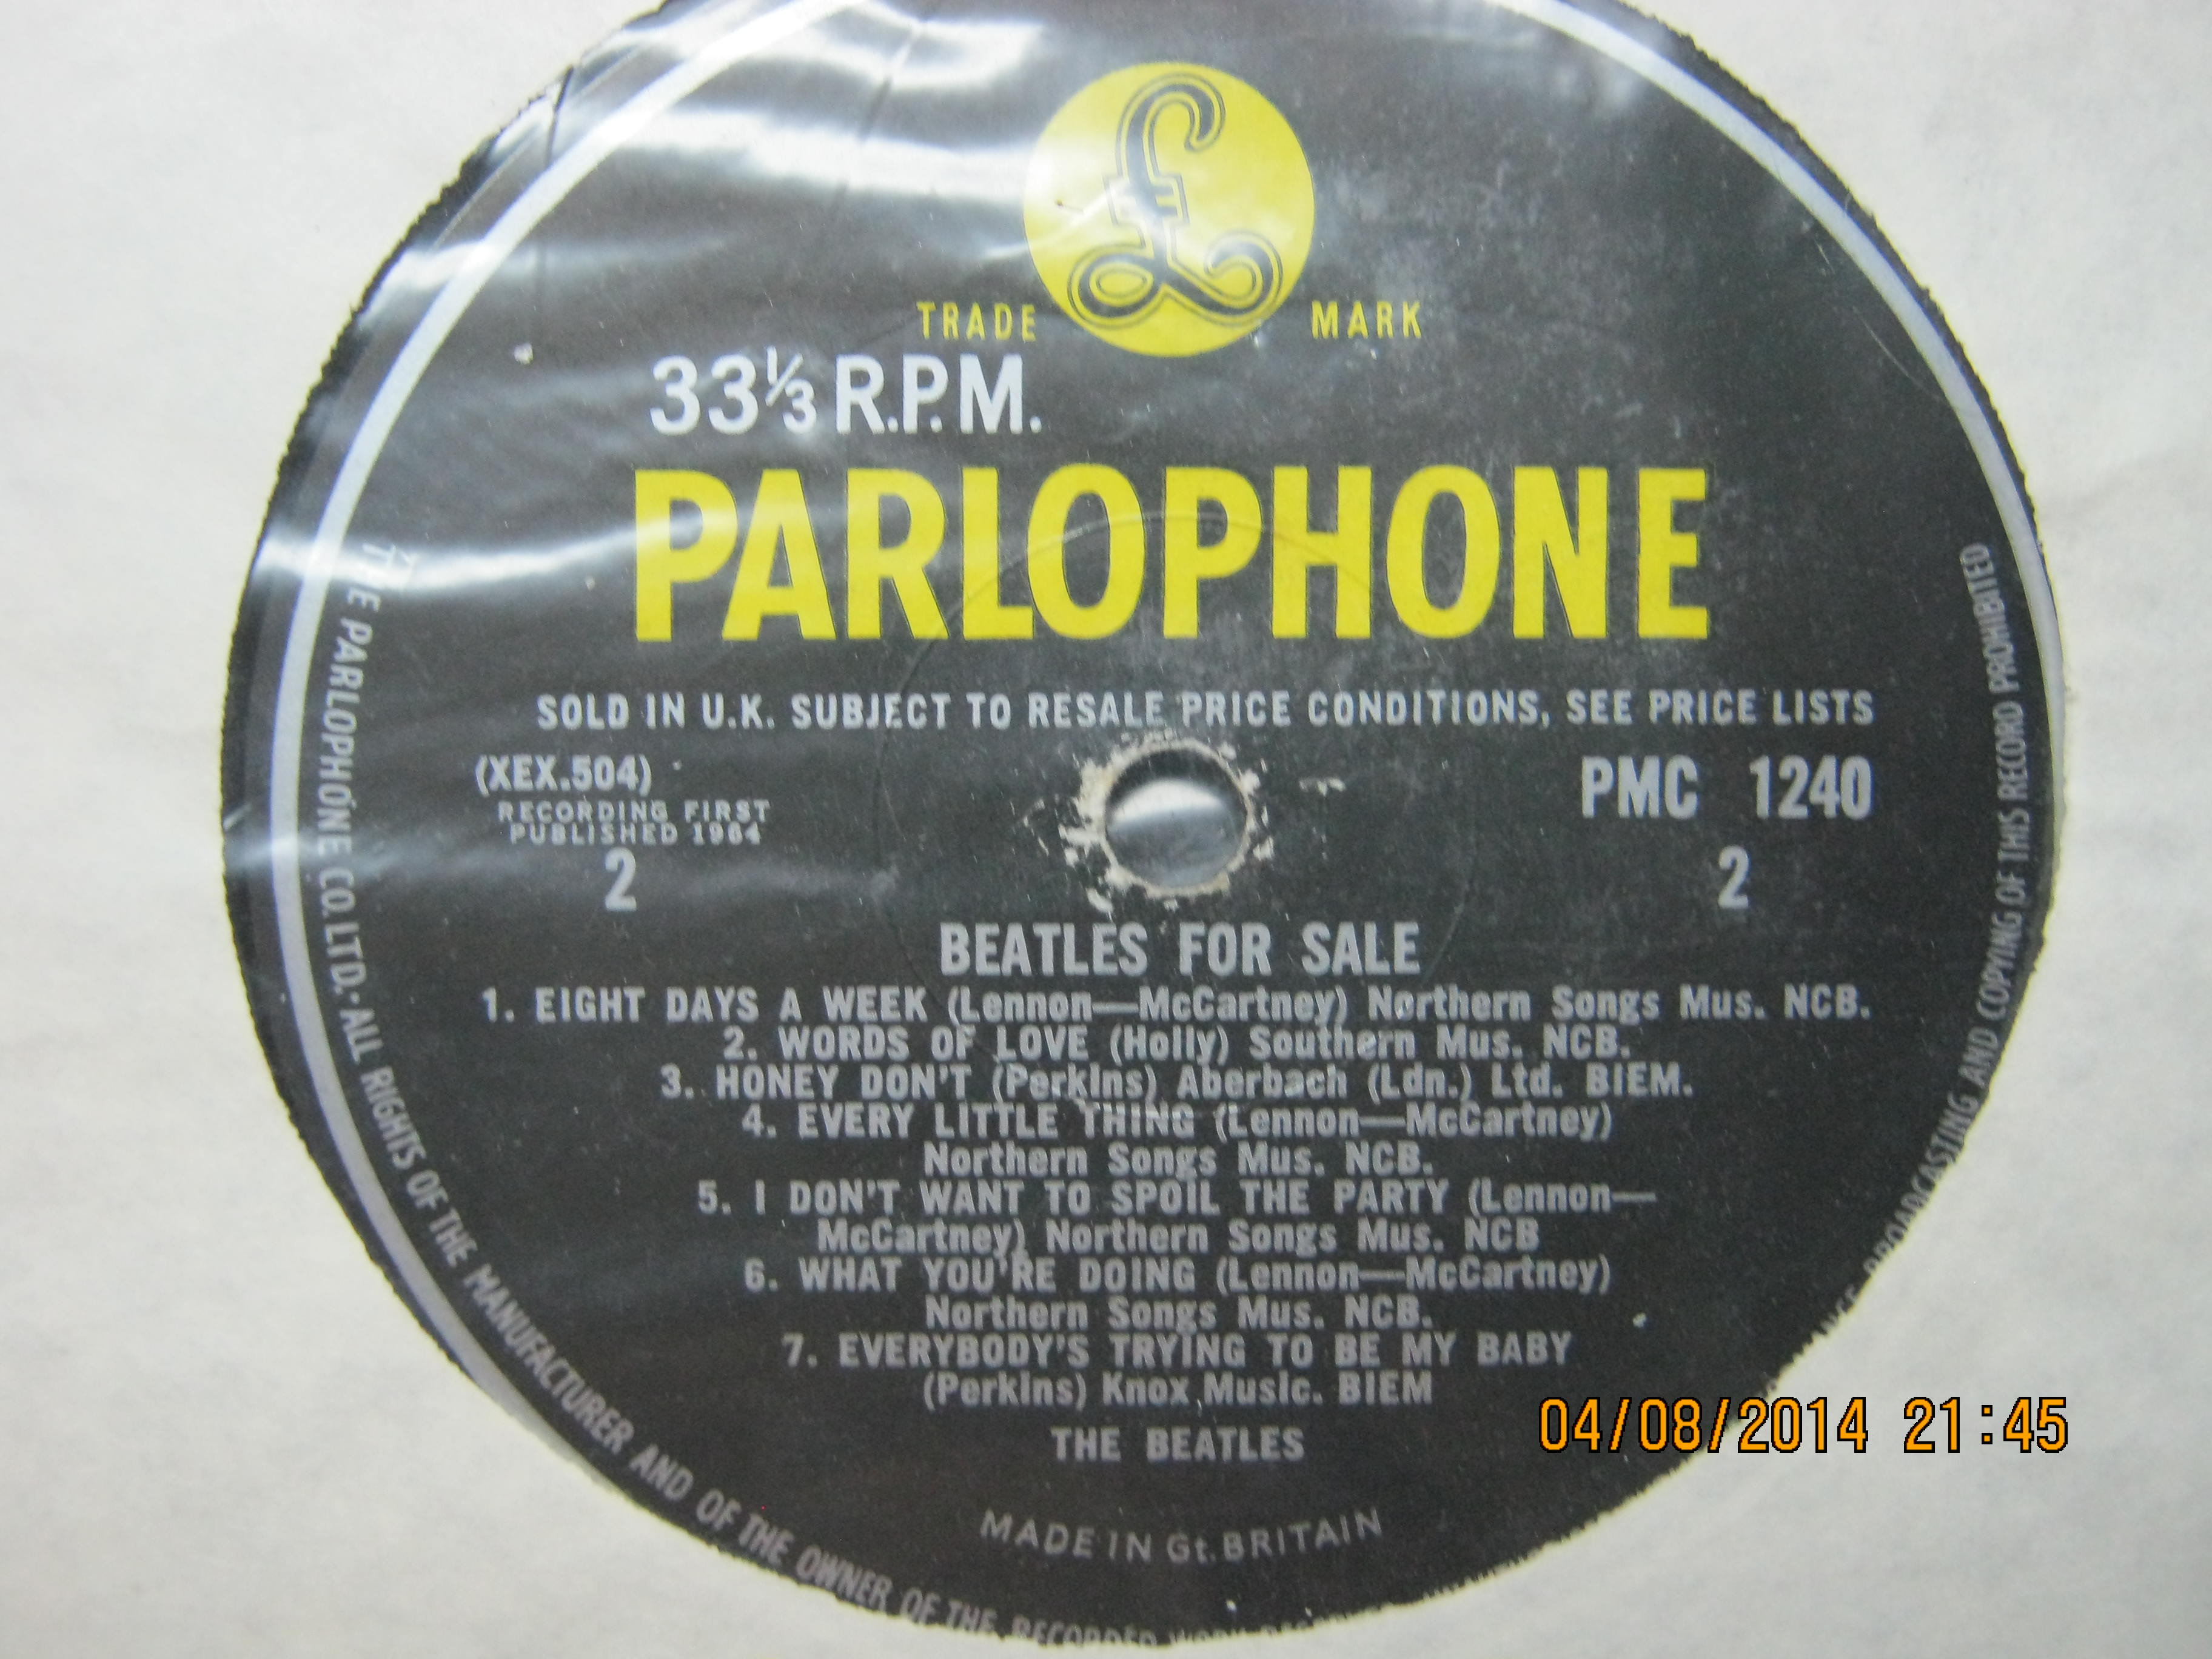 £
TRADE MARK
33⅓ R.P.M.
PARLOPHONE
SOLD IN U.K. SUBJECT TO RESALE PRICE CONDITIONS, SEE PRICE LISTS
(XEX.504)
RECORDING FIRST
PUBLISHED 1964
2
PMC 1240
2
BEATLES FOR SALE
1. EIGHT DAYS A WEEK (Lennon—McCartney) Northern Songs Mus. NCB.
2. WORDS OF LOVE (Holly) Southern Mus. NCB.
3. HONEY DON'T (Perkins) Aberbach (Ldn.) Ltd. BIEM.
4. EVERY LITTLE THING (Lennon—McCartney)
Northern Songs Mus. NCB.
5. I DON'T WANT TO SPOIL THE PARTY (Lennon—
McCartney) Northern Songs Mus. NCB
6. WHAT YOU'RE DOING (Lennon—McCartney)
Northern Songs Mus. NCB.
7. EVERYBODY'S TRYING TO BE MY BABY
(Perkins) Knox Music. BIEM
THE BEATLES
MADE IN Gt. BRITAIN
THE PARLOPHONE CO. LTD. · ALL RIGHTS OF THE MANUFACTURER AND OF THE OWNER OF THE RECORDED WORK BROADCASTING AND COPYING OF THIS RECORD PROHIBITED
04/08/2014 21:45